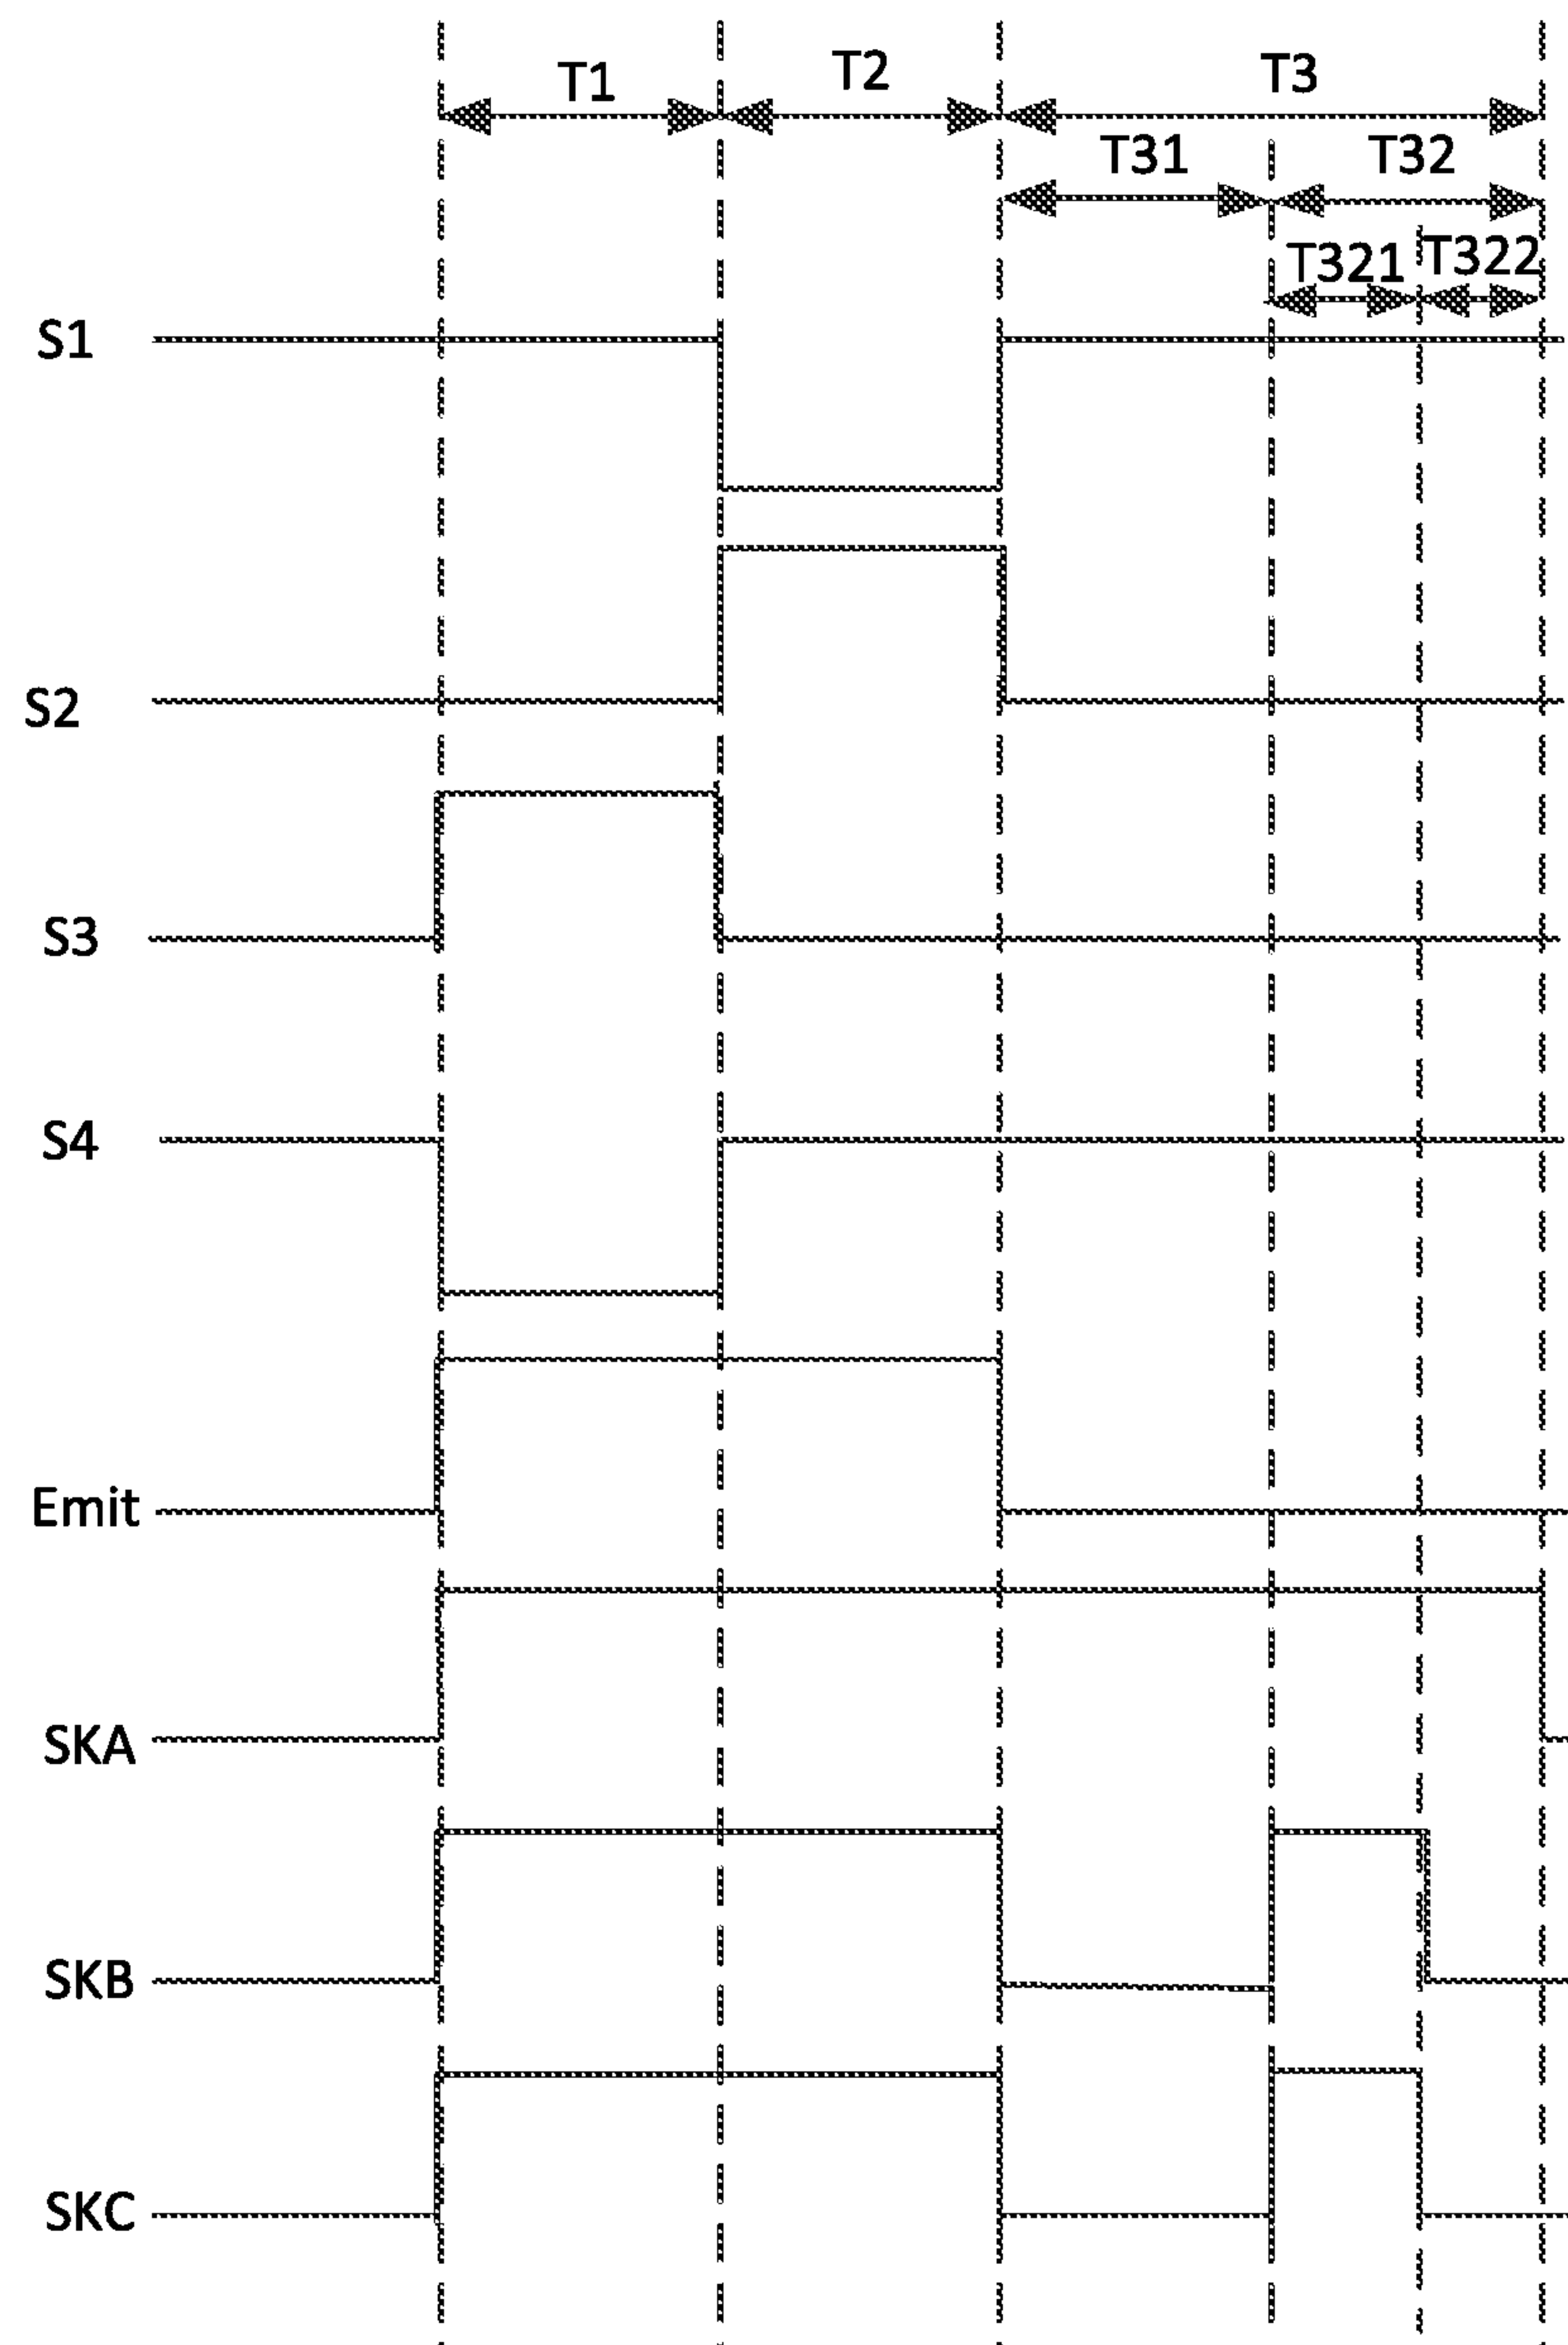 T1 T2 T3
T31 T32
T321 T322
S1
S2
S3
S4
Emit
SKA
SKB
SKC